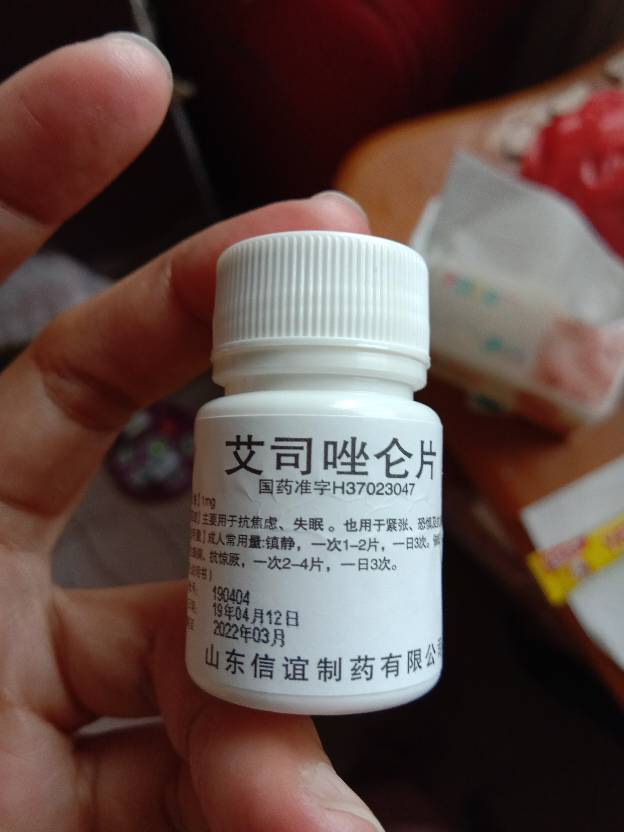 艾司唑仑片
国药准字H37023047
】1mg
】主要用于抗焦虑、失眠。也用于紧张、恐惧
】成人常用量:镇静，一次1-2片，一日3次。
抗惊厥，一次2-4片，一日3次。
190404
19年04月12日
2022年03月
山东信谊制药有限公司